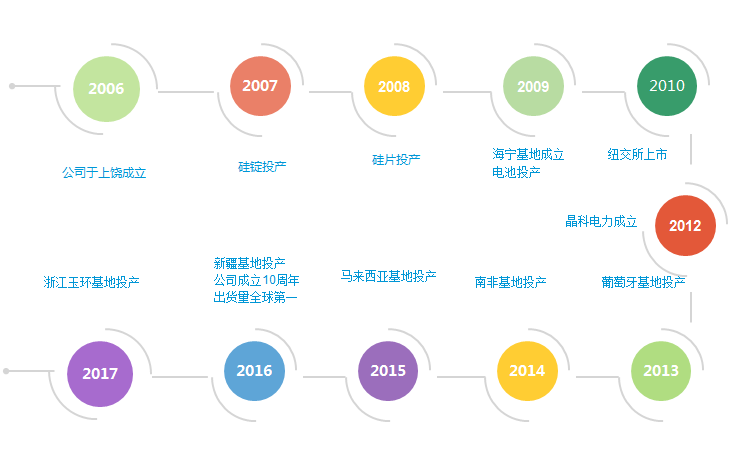 2006
公司于上饶成立
2007
硅锭投产
2008
硅片投产
2009
海宁基地成立
电池投产
2010
纽交所上市
2012
晶科电力成立
2013
葡萄牙基地投产
2014
南非基地投产
2015
马来西亚基地投产
2016
新疆基地投产
公司成立10周年
出货量全球第一
2017
浙江玉环基地投产